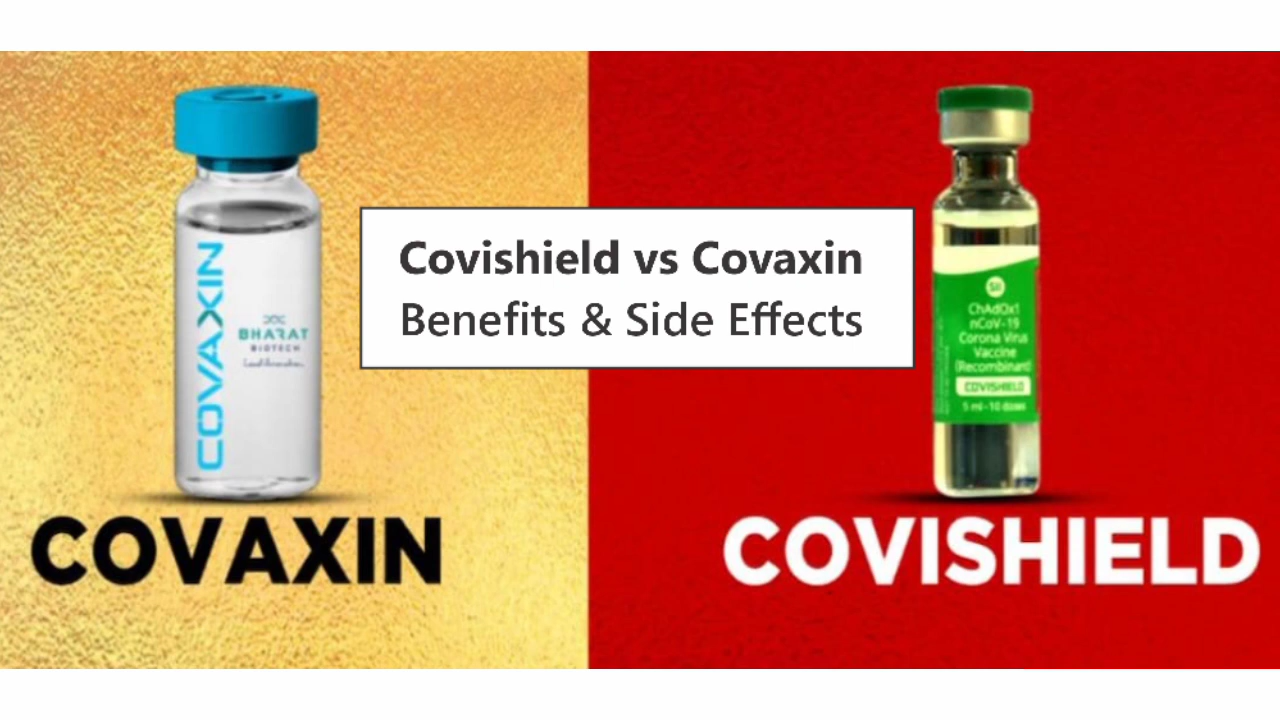 Covishield vs Covaxin
Benefits & Side Effects
COVAXIN
BHARAT
BIOTECH
COVAXIN
SII
ChAdOx1
nCoV-19
Corona Virus
Vaccine
(Recombinant)
COVISHIELD
5 ml-10 doses
COVISHIELD